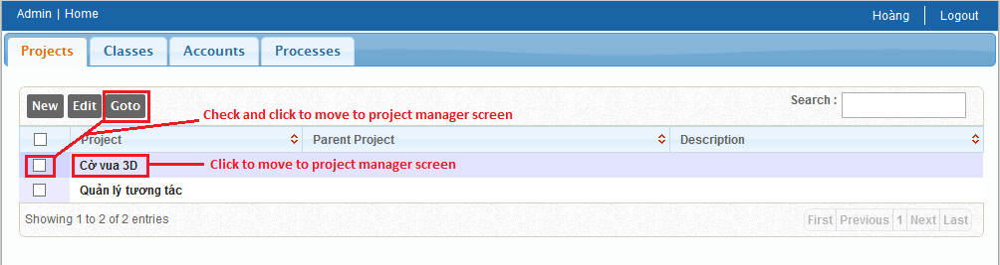 Admin | Home
Hoàng | Logout
Projects Classes Accounts Processes
New Edit Goto
Search :
Check and click to move to project manager screen
Project Parent Project Description
Cờ vua 3D
Click to move to project manager screen
Quản lý tương tác
Showing 1 to 2 of 2 entries
First Previous 1 Next Last